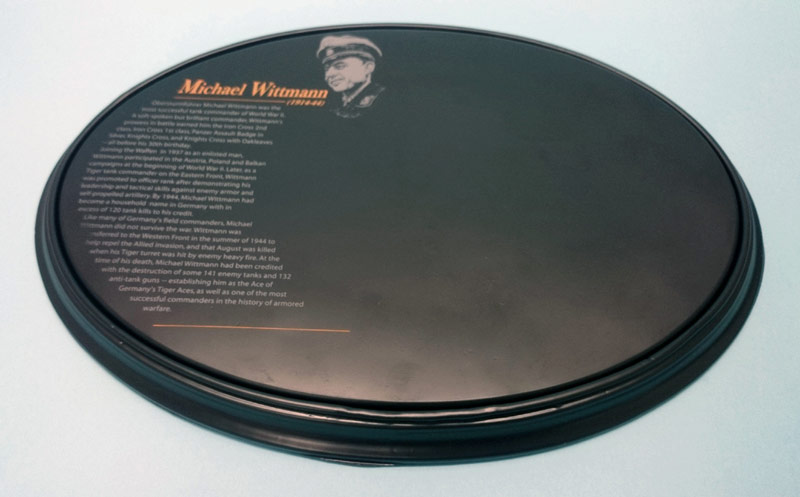 Michael Wittmann
(1914-44)
Obersturmführer Michael Wittmann was the
most successful tank commander of World War II.
A soft-spoken but brilliant commander, Wittmann's
prowess in battle earned him the Iron Cross 2nd
class, Iron Cross 1st class, Panzer Assault Badge in
Silver, Knights Cross, and Knights Cross with Oakleaves
-- all before his 30th birthday.
Joining the Waffen in 1937 as an enlisted man,
Wittmann participated in the Austria, Poland and Balkan
campaigns at the beginning of World War II. Later, as a
Tiger tank commander on the Eastern Front, Wittmann
was promoted to officer rank after demonstrating his
leadership and tactical skills against enemy armor and
self-propelled artillery. By 1944, Michael Wittmann had
become a household name in Germany with in
excess of 120 tank kills to his credit.
Like many of Germany's field commanders, Michael
Wittmann did not survive the war. Wittmann was
transferred to the Western Front in the summer of 1944 to
help repel the Allied Invasion, and that August was killed
when his Tiger turret was hit by enemy heavy fire. At the
time of his death, Michael Wittmann had been credited
with the destruction of some 141 enemy tanks and 132
anti-tank guns -- establishing him as the Ace of
Germany's Tiger Aces, as well as one of the most
successful commanders in the history of armored
warfare.